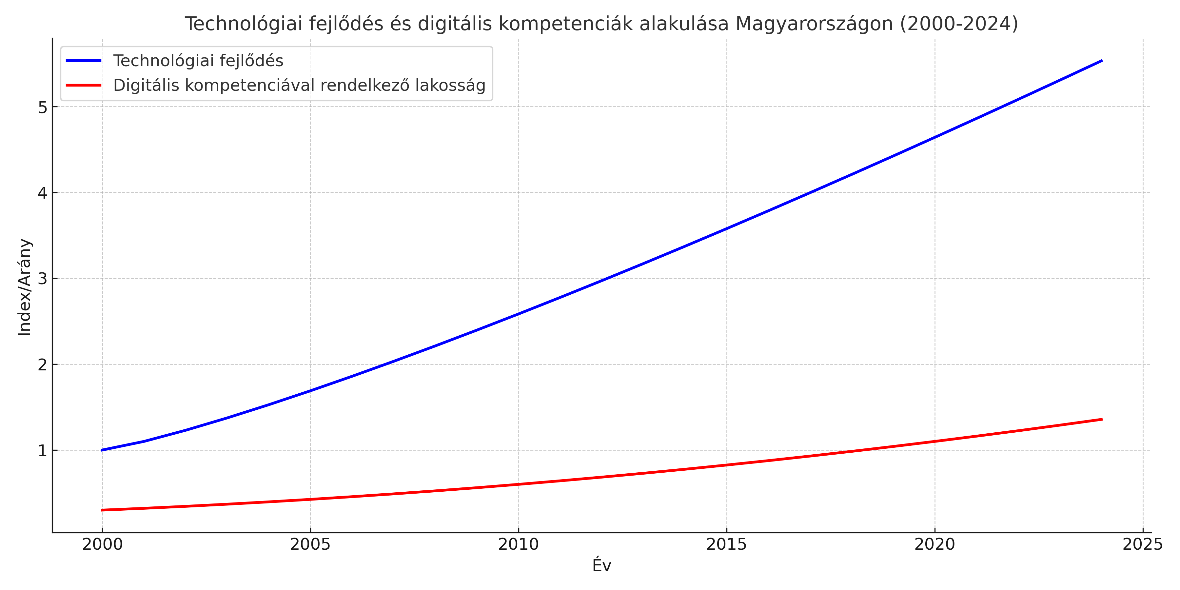 Technológiai fejlődés és digitális kompetenciák alakulása Magyarországon (2000-2024)
Technológiai fejlődés
Digitális kompetenciával rendelkező lakosság
Index/Arány
5
4
3
2
1
2000 2005 2010 2015 2020 2025
Év